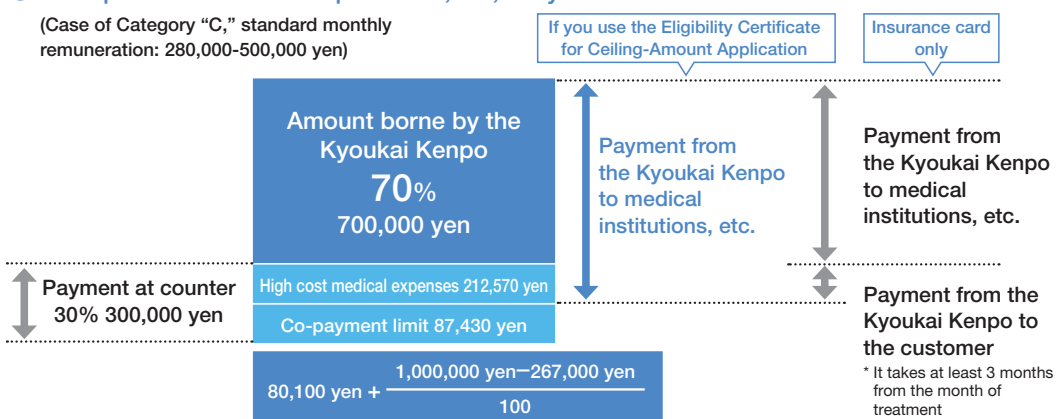 (Case of Category “C,” standard monthly
remuneration: 280,000-500,000 yen)
If you use the Eligibility Certificate
for Ceiling-Amount Application
Insurance card
only
Amount borne by the
Kyoukai Kenpo
70%
700,000 yen
Payment from
the Kyoukai Kenpo
to medical
institutions, etc.
Payment from
the Kyoukai Kenpo
to medical
institutions, etc.
Payment at counter
30% 300,000 yen
High cost medical expenses 212,570 yen
Co-payment limit 87,430 yen
Payment from the
Kyoukai Kenpo to
the customer
* It takes at least 3 months
from the month of
treatment
80,100 yen +
1,000,000 yen−267,000 yen
100